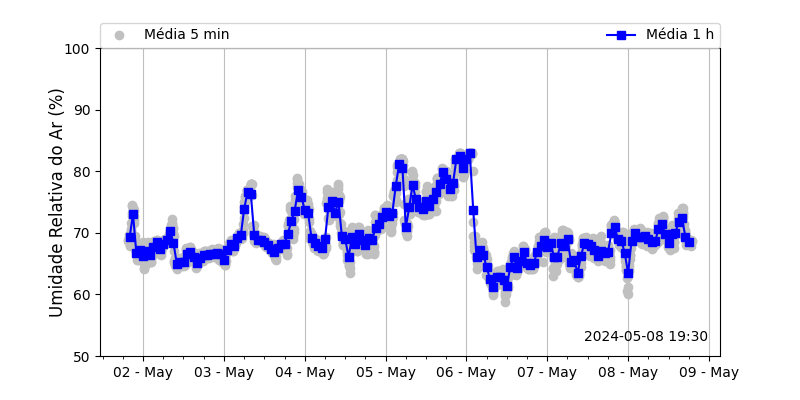 Média 5 min
Média 1 h
Umidade Relativa do Ar (%)
100
90
80
70
60
50
2024-05-08 19:30
02 - May
03 - May
04 - May
05 - May
06 - May
07 - May
08 - May
09 - May